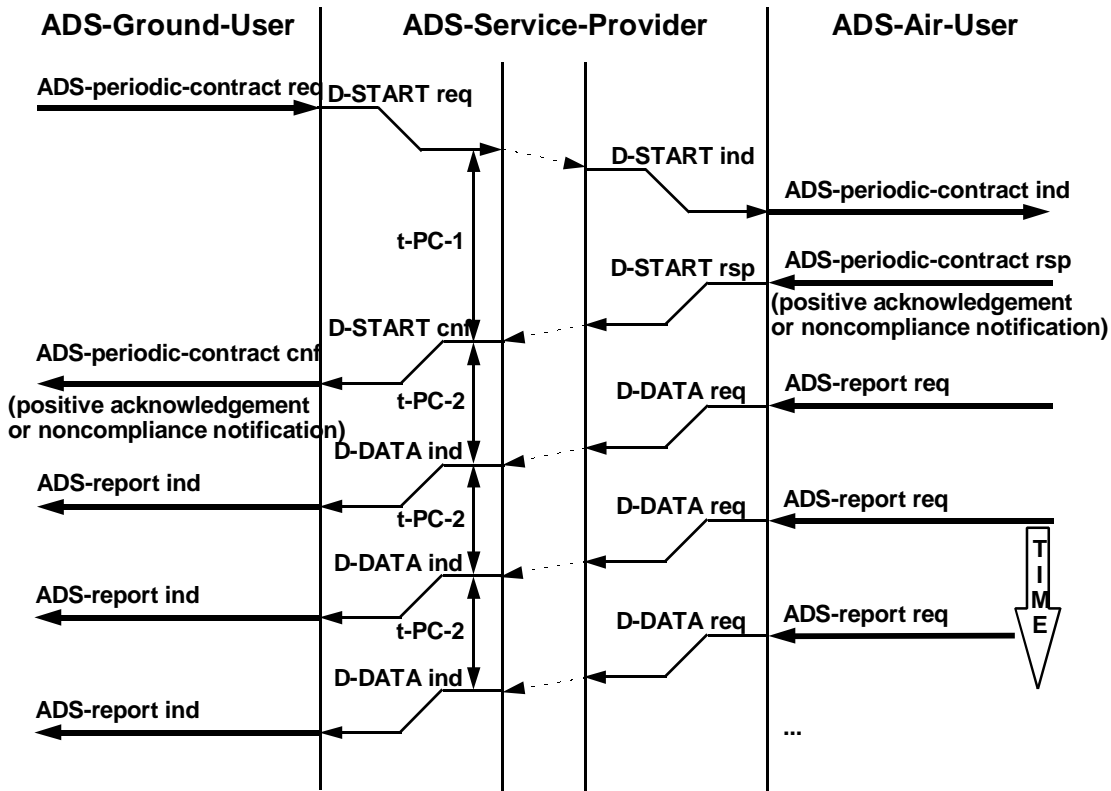 ADS-Ground-User
ADS-Service-Provider
ADS-Air-User
ADS-periodic-contract req
D-START req
D-START ind
ADS-periodic-contract ind
t-PC-1
D-START rsp
ADS-periodic-contract rsp
(positive acknowledgement
or noncompliance notification)
D-START cnf
ADS-periodic-contract cnf
(positive acknowledgement
or noncompliance notification)
t-PC-2
D-DATA req
ADS-report req
D-DATA ind
ADS-report ind
t-PC-2
D-DATA req
ADS-report req
D-DATA ind
ADS-report ind
t-PC-2
D-DATA req
ADS-report req
TIME
D-DATA ind
ADS-report ind
...